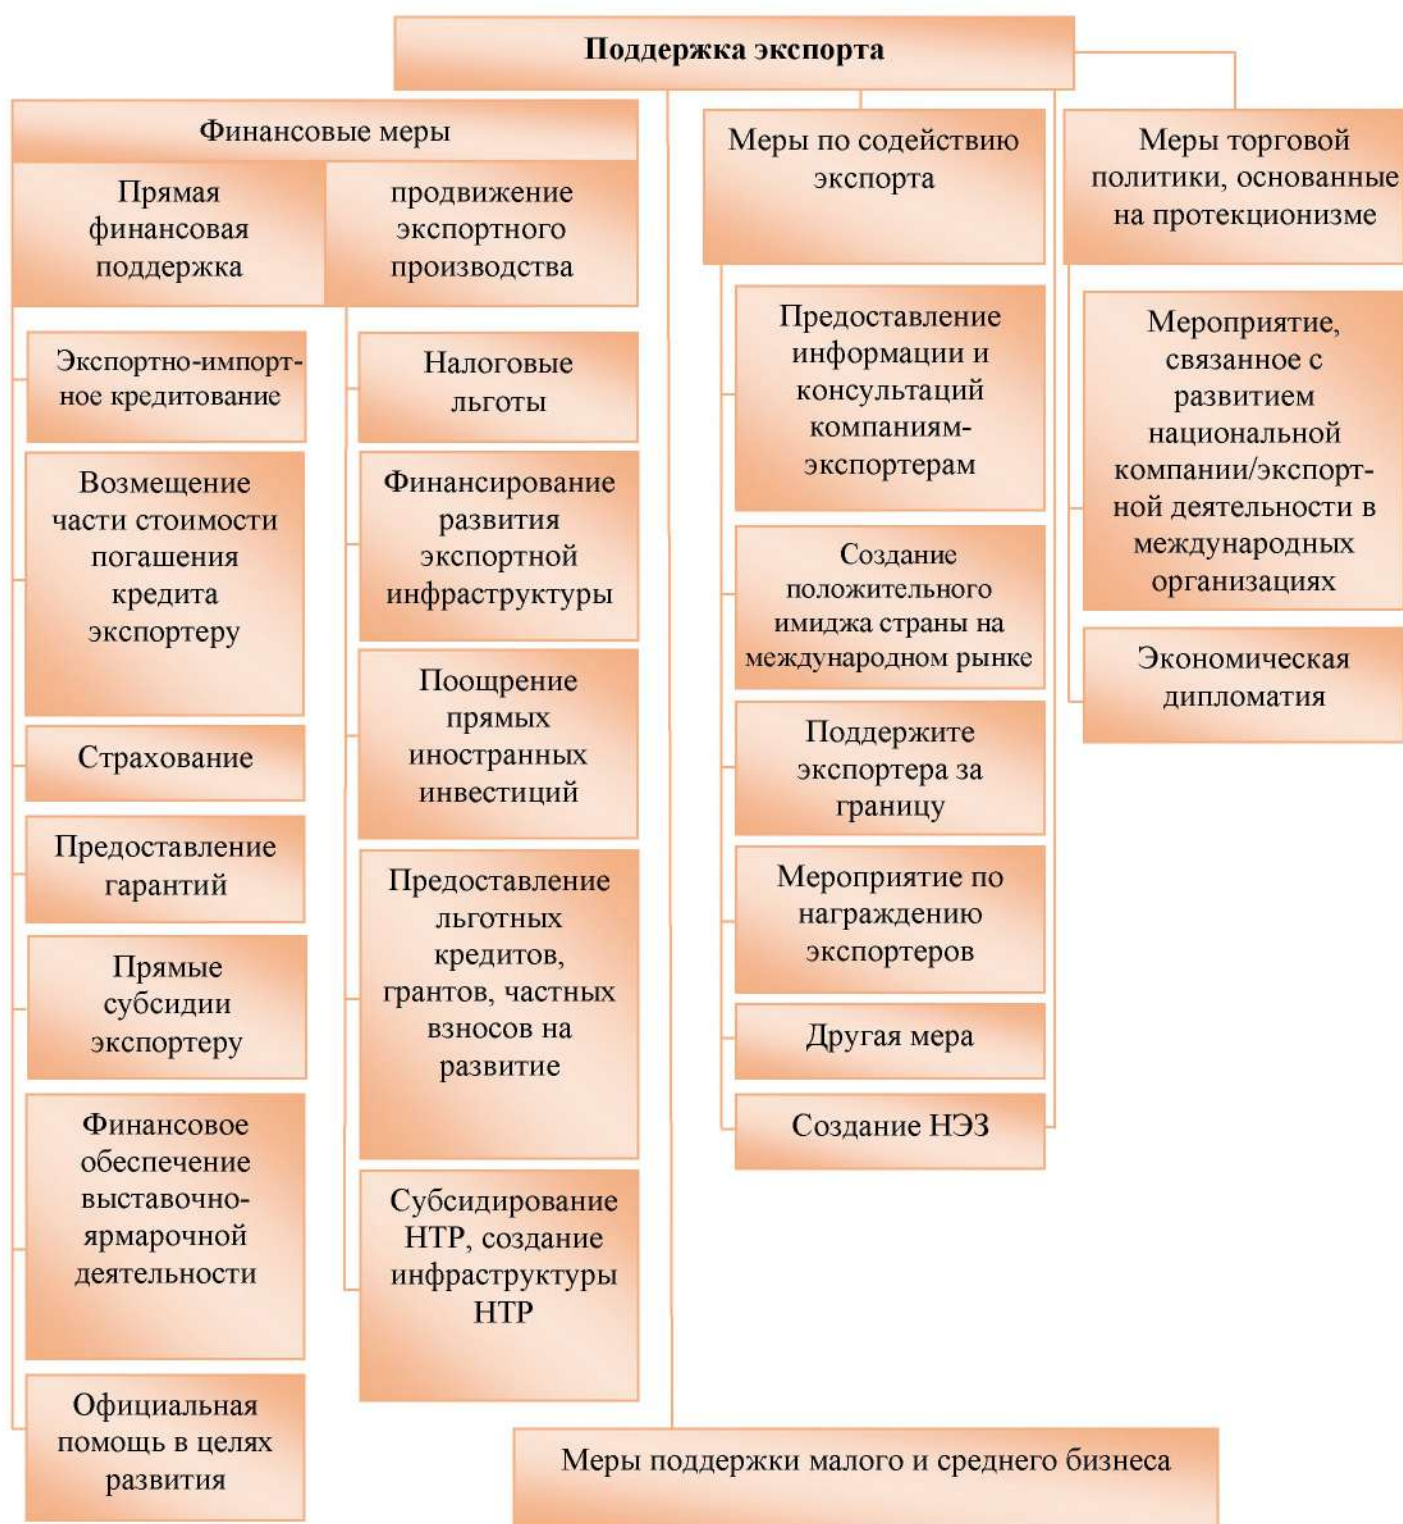 Поддержка экспорта
Финансовые меры
Прямая
финансовая
поддержка
продвижение
экспортного
производства
Экспортно-импорт-
ное кредитование
Возмещение
части стоимости
погашения
кредита
экспортеру
Страхование
Предоставление
гарантий
Прямые
субсидии
экспортеру
Финансовое
обеспечение
выставочно-
ярмарочной
деятельности
Официальная
помощь в целях
развития
Налоговые
льготы
Финансирование
развития
экспортной
инфраструктуры
Поощрение
прямых
иностранных
инвестиций
Предоставление
льготных
кредитов,
грантов, частных
взносов на
развитие
Субсидирование
НТР, создание
инфраструктуры
НТР
Меры по содействию
экспорта
Предоставление
информации и
консультаций
компаниям-
экспортерам
Создание
положительного
имиджа страны на
международном рынке
Поддержите
экспортера за
границу
Мероприятие по
награждению
экспортеров
Другая мера
Создание НЭЗ
Меры торговой
политики, основанные
на протекционизме
Мероприятие,
связанное с
развитием
национальной
компании/экспорт-
ной деятельности в
международных
организациях
Экономическая
дипломатия
Меры поддержки малого и среднего бизнеса